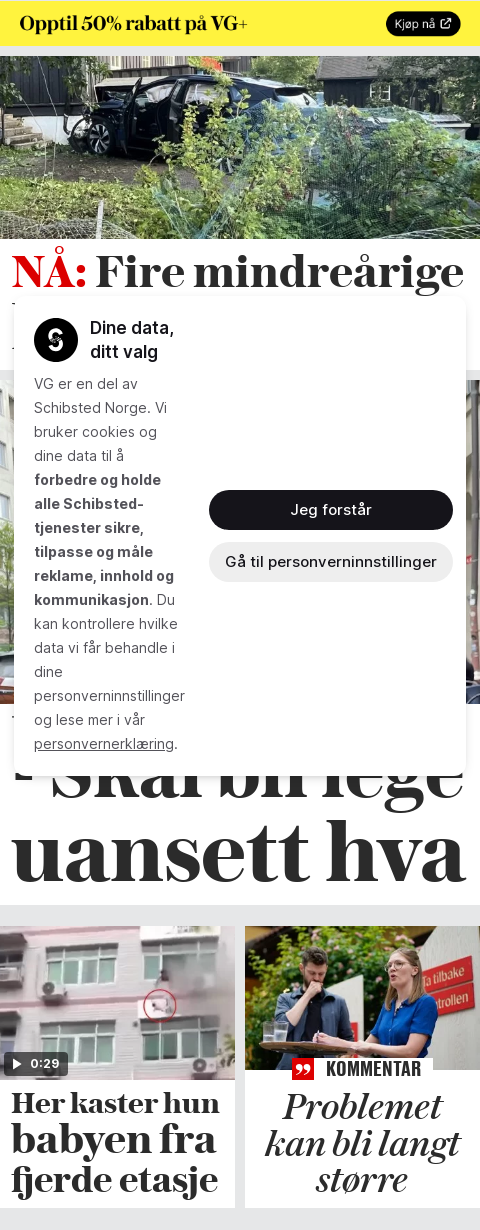 Opptil 50% rabatt på VG+
Kjøp nå
NÅ: Fire mindreårige
Dine data,
ditt valg
VG er en del av
Schibsted Norge. Vi
bruker cookies og
dine data til å
forbedre og holde
alle Schibsted-
tjenester sikre,
tilpasse og måle
reklame, innhold og
kommunikasjon. Du
kan kontrollere hvilke
data vi får behandle i
dine
personverninnstillinger
og lese mer i vår
personvernerklæring.
Jeg forstår
Gå til personverninnstillinger
- Skal bli lege
uansett hva
0:29
Her kaster hun
babyen fra
fjerde etasje
Ta tilbake
KOMMENTAR
Problemet
kan bli langt
større